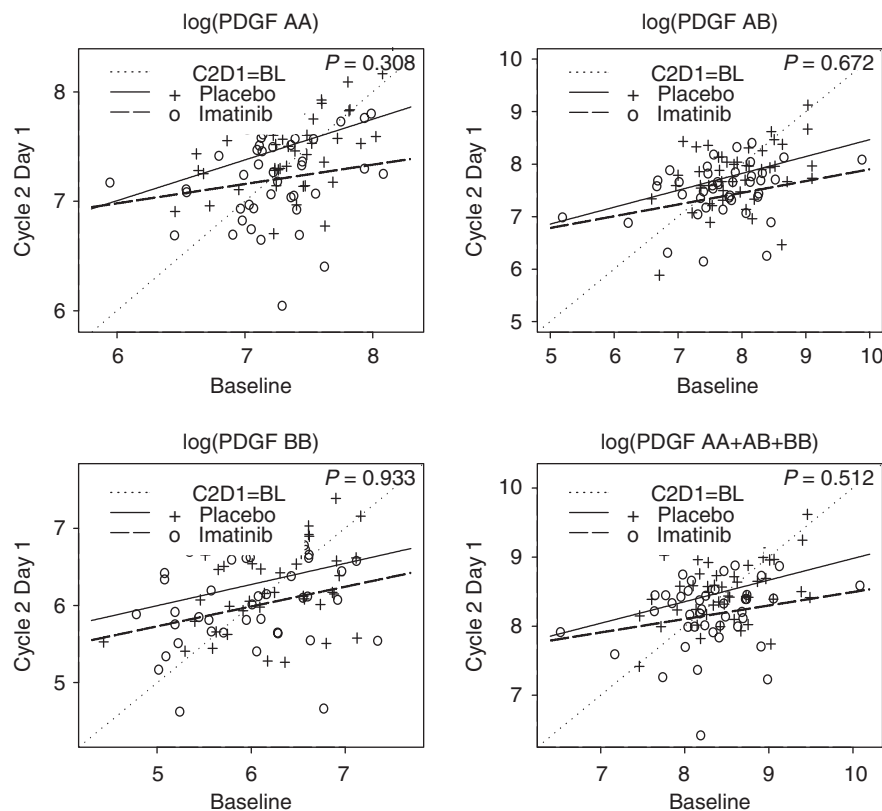 log(PDGF AA)
P = 0.308
C2D1=BL
Placebo
Imatinib
Cycle 2 Day 1
8
7
6
6 7 8
Baseline
log(PDGF AB)
P = 0.672
C2D1=BL
Placebo
Imatinib
Cycle 2 Day 1
10
9
8
7
6
5
5 6 7 8 9 10
Baseline
log(PDGF BB)
P = 0.933
C2D1=BL
Placebo
Imatinib
Cycle 2 Day 1
7
6
5
5 6 7
Baseline
log(PDGF AA+AB+BB)
P = 0.512
C2D1=BL
Placebo
Imatinib
Cycle 2 Day 1
10
9
8
7
7 8 9 10
Baseline